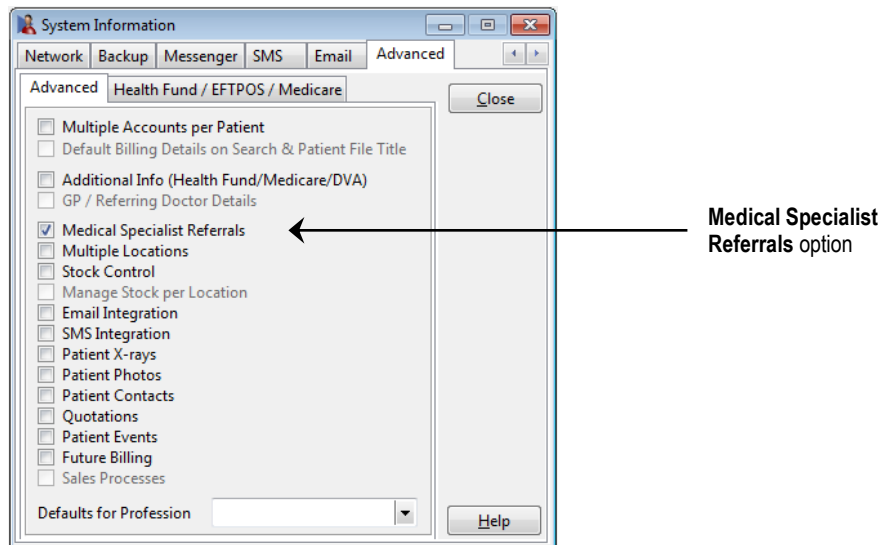 System Information
Network Backup Messenger SMS Email Advanced
Advanced Health Fund / EFTPOS / Medicare
Close
Multiple Accounts per Patient
Default Billing Details on Search & Patient File Title
Additional Info (Health Fund/Medicare/DVA)
GP / Referring Doctor Details
Medical Specialist Referrals
Multiple Locations
Stock Control
Manage Stock per Location
Email Integration
SMS Integration
Patient X-rays
Patient Photos
Patient Contacts
Quotations
Patient Events
Future Billing
Sales Processes
Defaults for Profession
Help
Medical Specialist
Referrals option